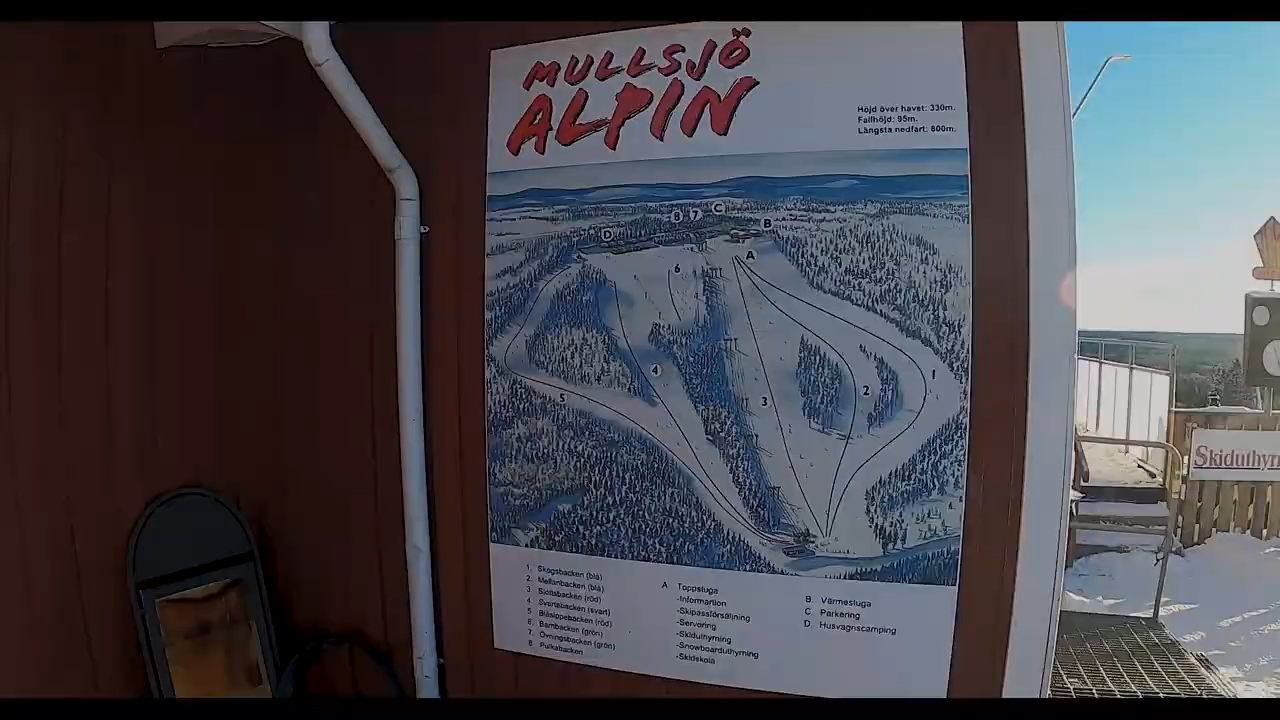 MULLSJÖ
ALPIN
Höjd över havet: 330m.
Fallhöjd: 95m.
Längsta nedfart: 800m.
8 7 C
D
B
A
6
1
4
2
5
3
1. Skogsbacken (blå)
2. Mellanbacken (blå)
3 Skidbacken (röd)
4 Svartebacken (svart)
5 Blåsippebacken (röd)
6. Barnbacken (grön)
7. Övningsbacken (grön)
8 Pulkabacken
A Toppstuga
-Information
-Skipassförsäljning
-Servering
-Skiduthyrning
-Snowboarduthyrning
-Skidskola
B. Värmestuga
C. Parkering
D. Husvagnscamping
Skiduthyrn